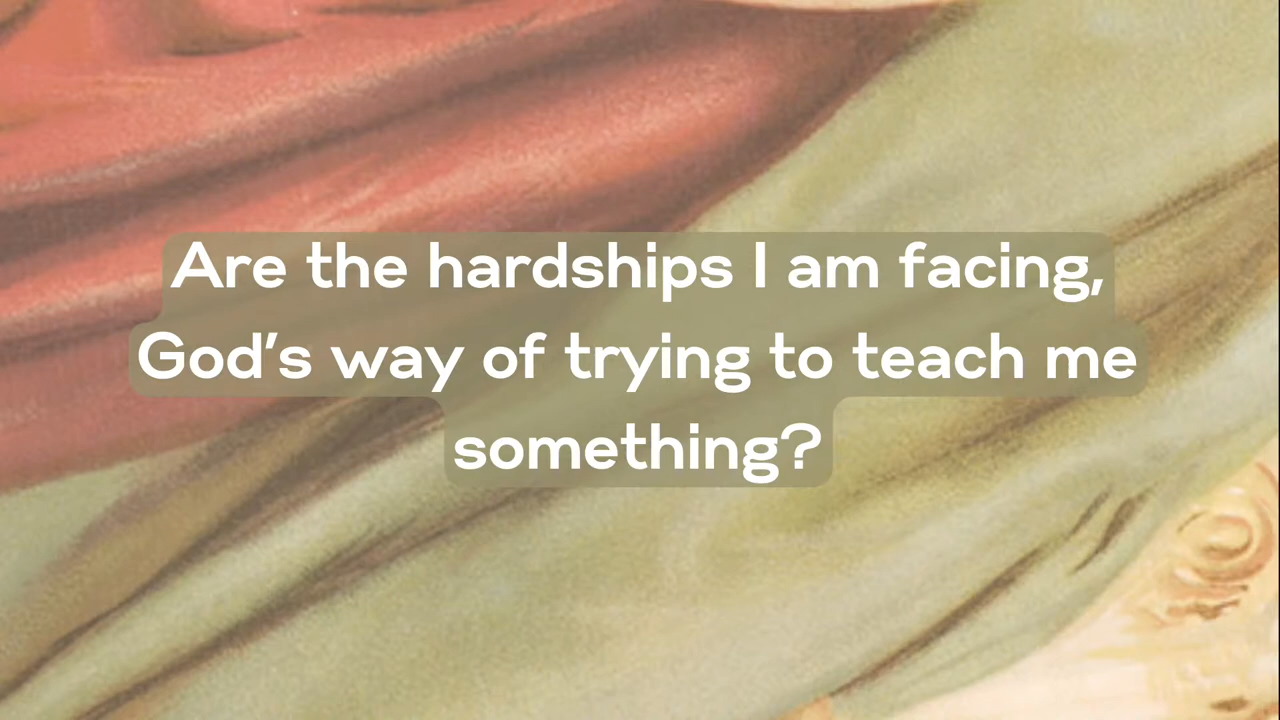 Are the hardships I am facing,
God's way of trying to teach me
something?